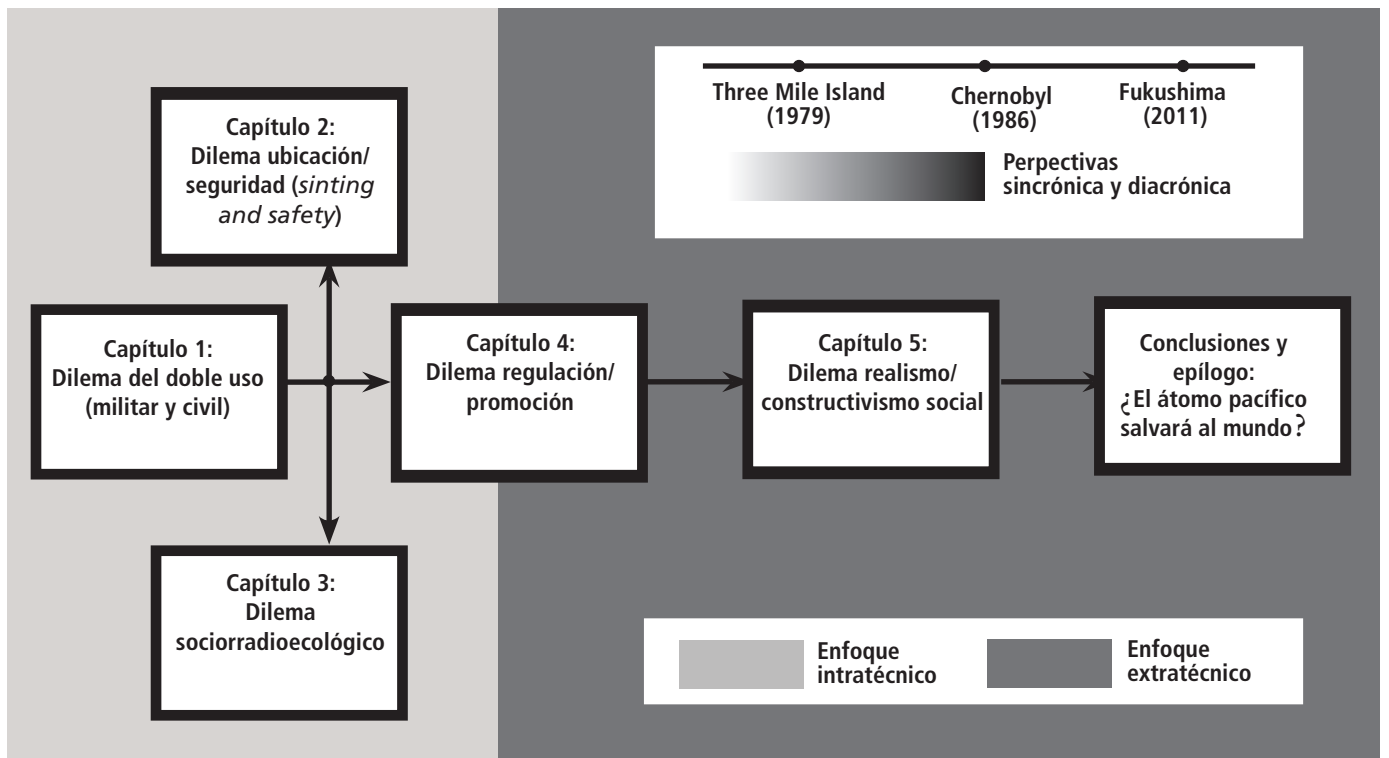 Three Mile Island
(1979)
Chernobyl
(1986)
Fukushima
(2011)
Perpectivas
sincrónica y diacrónica
Capítulo 2:
Dilema ubicación/
seguridad (sinting
and safety)
Capítulo 1:
Dilema del doble uso
(militar y civil)
Capítulo 4:
Dilema regulación/
promoción
Capítulo 5:
Dilema realismo/
constructivismo social
Conclusiones y
epílogo:
¿El átomo pacífico
salvará al mundo?
Capítulo 3:
Dilema
sociorradioecológico
Enfoque
intratécnico
Enfoque
extratécnico